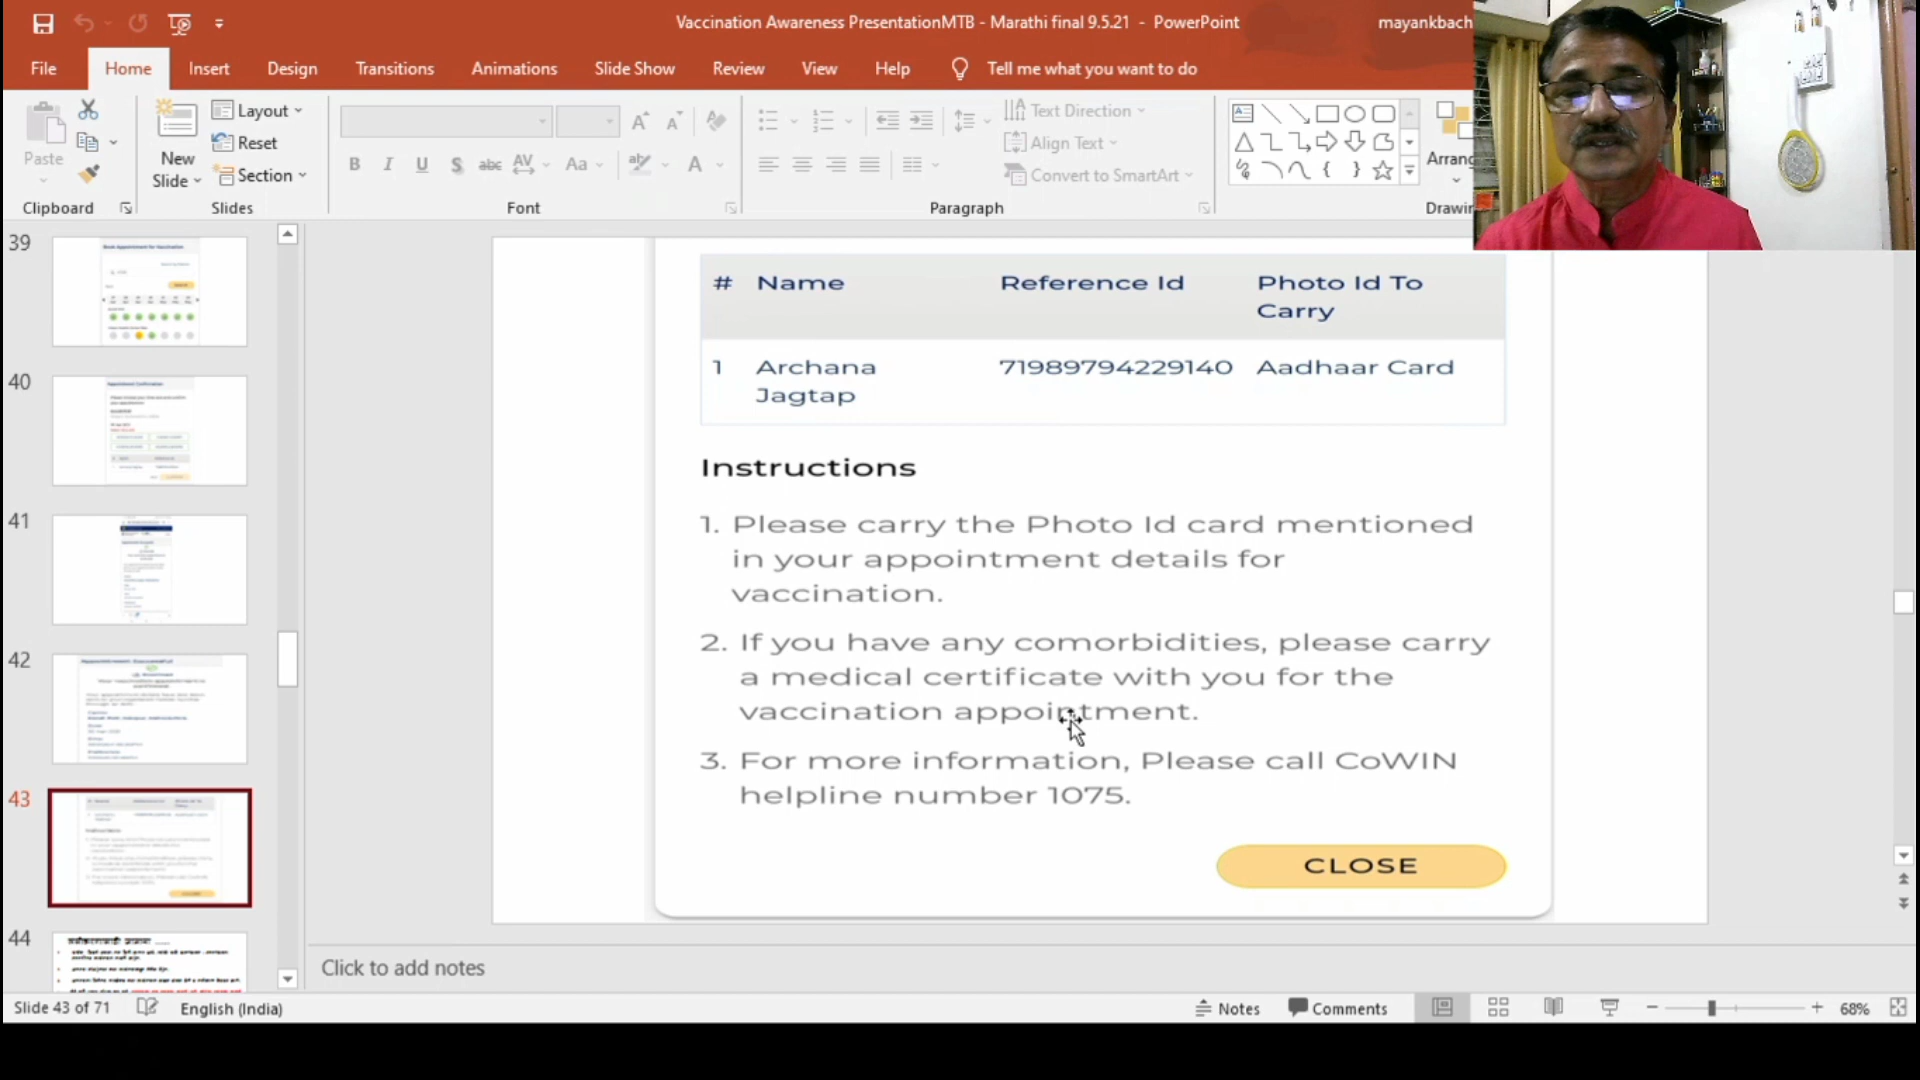 Vaccination Awareness PresentationMTB - Marathi final 9.5.21 - PowerPoint
mayankbach
File Home Insert Design Transitions Animations Slide Show Review View Help Tell me what you want to do
Paste
New Slide
Layout
Reset
Section
Text Direction
Align Text
Convert to SmartArt
Arrang
Clipboard Slides Font Paragraph Drawin
39
40
41
42
43
44
# Name Reference Id Photo Id To Carry
1 Archana Jagtap 71989794229140 Aadhaar Card
Instructions
1. Please carry the Photo Id card mentioned
in your appointment details for
vaccination.
2. If you have any comorbidities, please carry
a medical certificate with you for the
vaccination appointment.
3. For more information, Please call CoWIN
helpline number 1075.
CLOSE
Click to add notes
Slide 43 of 71 English (India) Notes Comments 68%